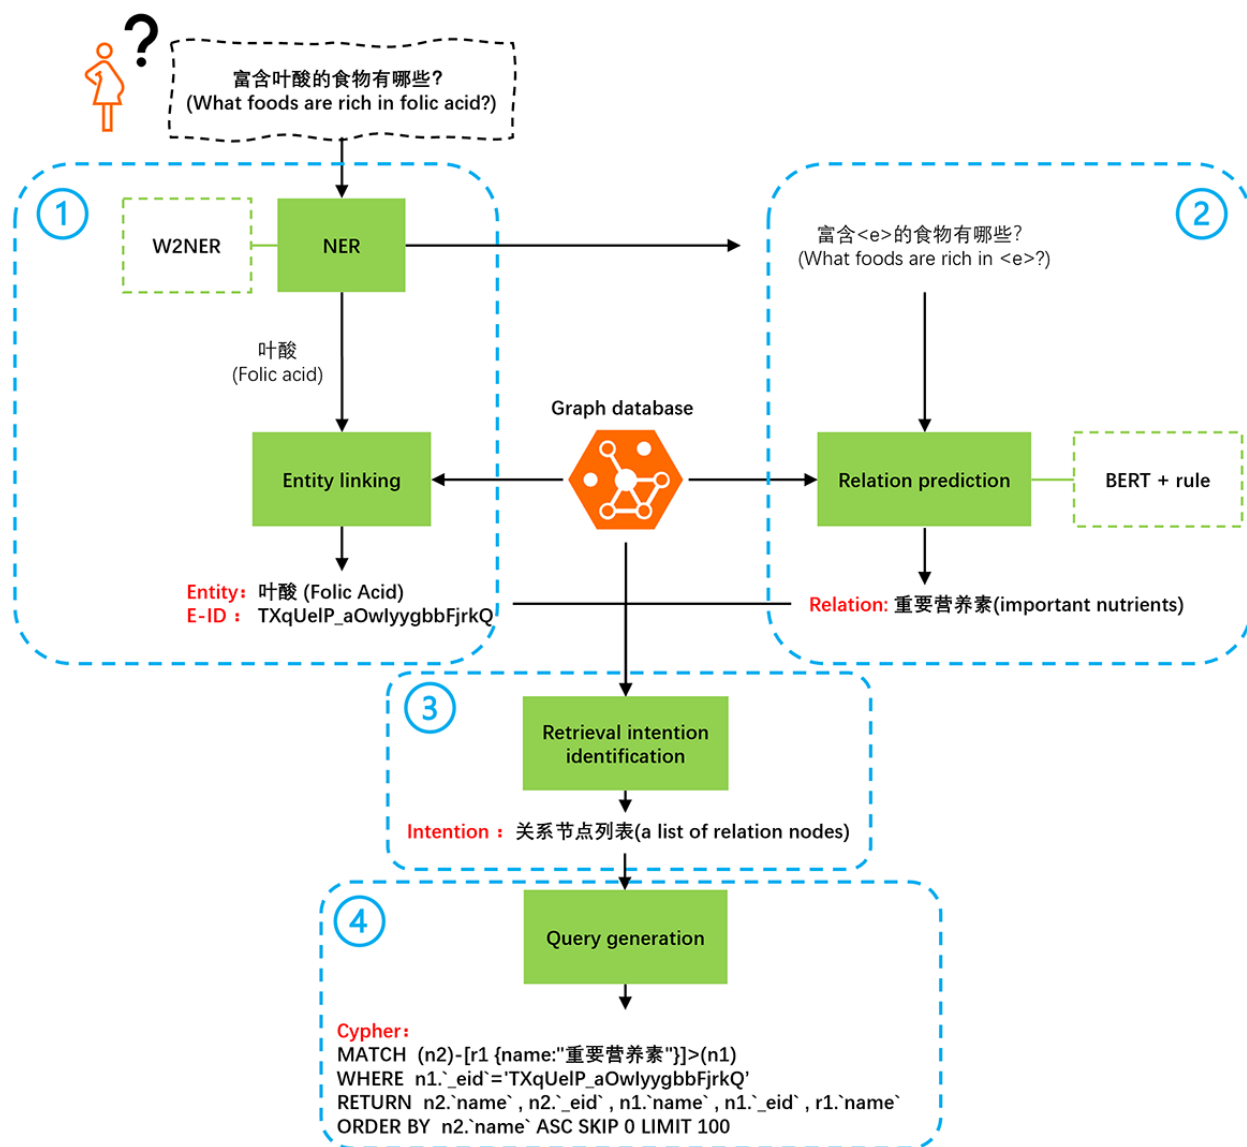 ?
富含叶酸的食物有哪些?
(What foods are rich in folic acid?)
1
W2NER
NER
2
富含<e>的食物有哪些?
(What foods are rich in <e>?)
叶酸
(Folic acid)
Graph database
Entity linking
Relation prediction
BERT + rule
Entity: 叶酸 (Folic Acid)
E-ID : TXqUelP_aOwlyygbbFjrkQ
Relation: 重要营养素(important nutrients)
3
Retrieval intention
identification
Intention : 关系节点列表(a list of relation nodes)
4
Query generation
Cypher:
MATCH (n2)-[r1 {name:"重要营养素"}]>(n1)
WHERE n1.`_eid`='TXqUelP_aOwlyygbbFjrkQ’
RETURN n2.`name` , n2.`_eid` , n1.`name` , n1.`_eid` , r1.`name`
ORDER BY n2.`name` ASC SKIP 0 LIMIT 100